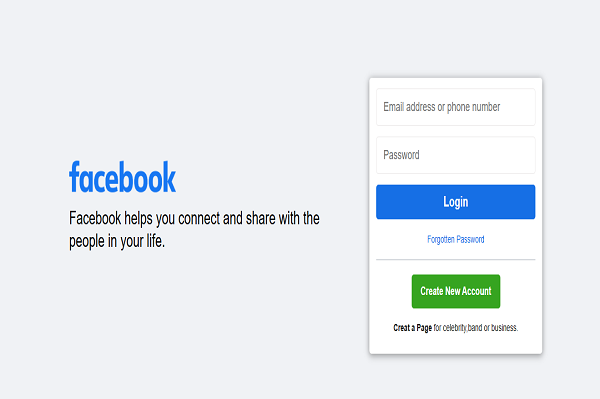 facebook
Facebook helps you connect and share with the
people in your life.
Email address or phone number
Password
Login
Forgotten Password
Create New Account
Creat a Page for celebrity,band or business.